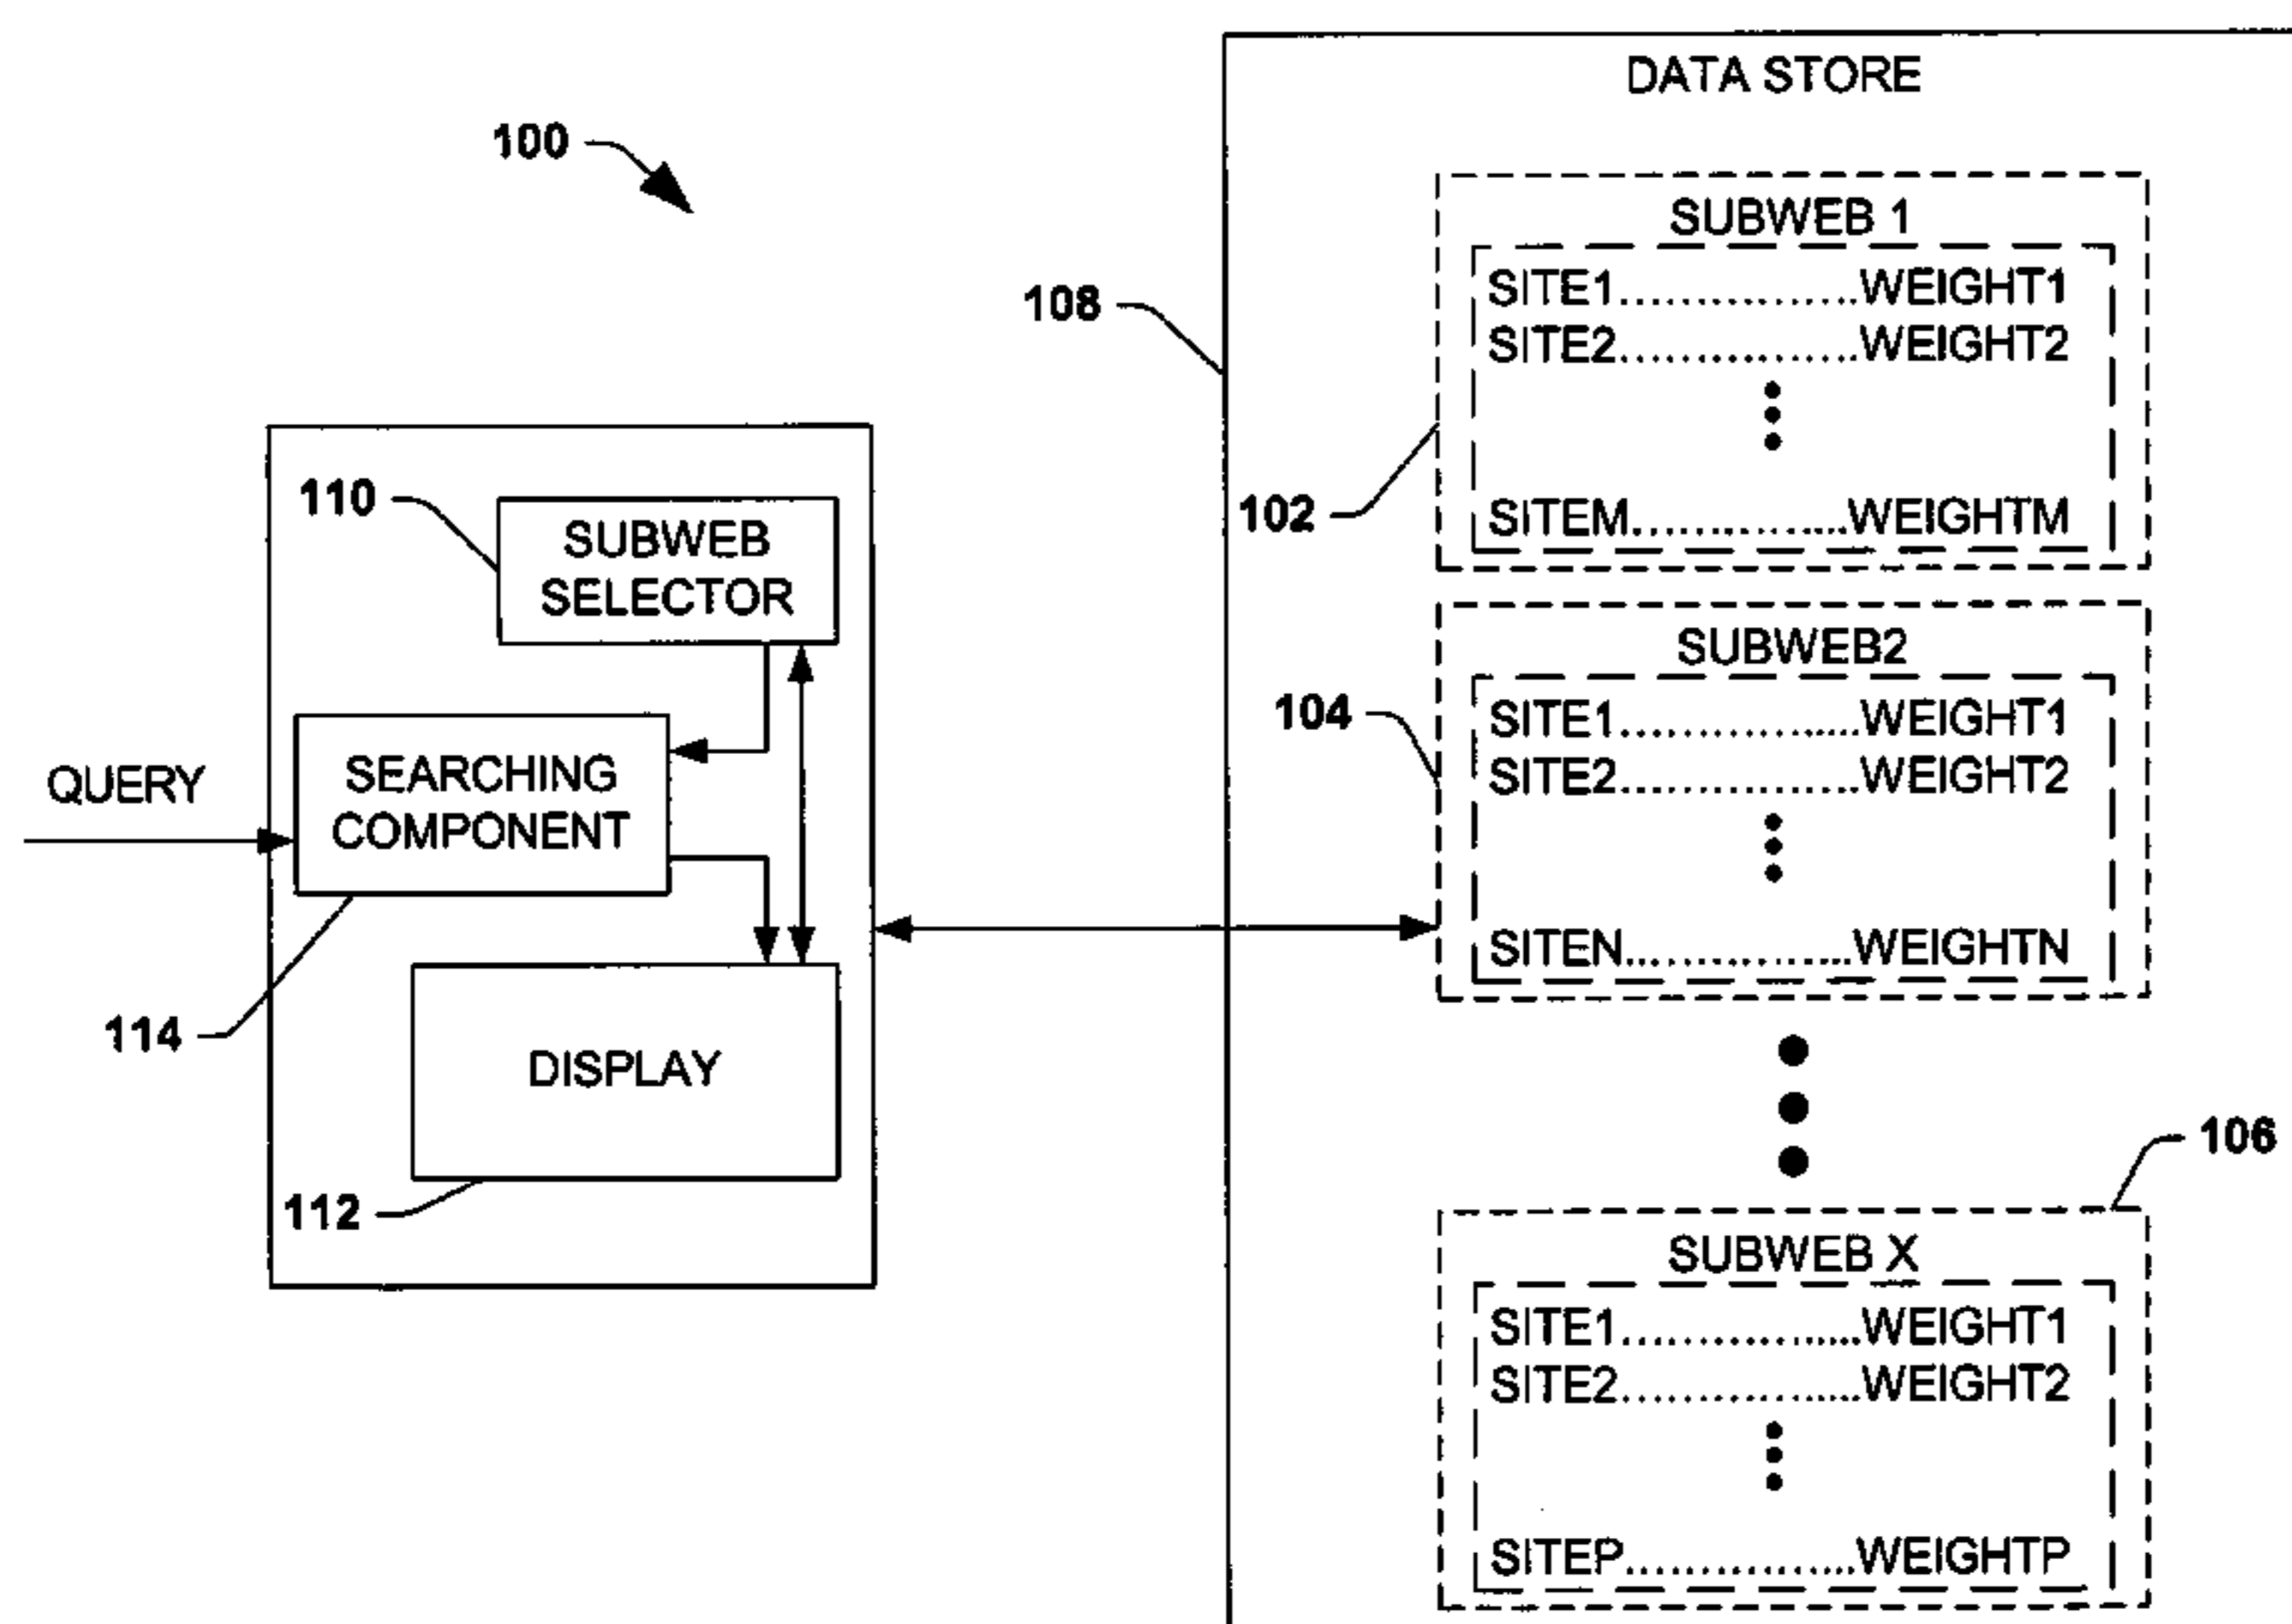 DATA STORE
100
SUBWEB 1
SITE1................WEIGHT1
108
SITE2................WEIGHT2
110
102
SITEM...............WEIGHTM
SUBWEB
SELECTOR
SUBWEB2
104
SITE1................WEIGHT1
QUERY
SEARCHING
COMPONENT
SITE2................WEIGHT2
SITEN...............WEIGHTN
114
DISPLAY
106
112
SUBWEB X
SITE1................WEIGHT1
SITE2................WEIGHT2
SITEP...............WEIGHTP